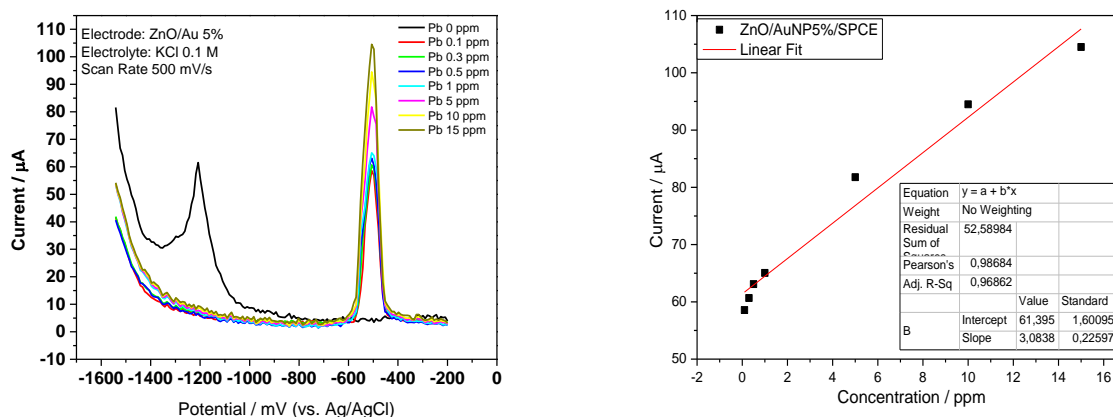 Electrode: ZnO/Au 5%
Electrolyte: KCl 0.1 M
Scan Rate 500 mV/s
Pb 0 ppm
Pb 0.1 ppm
Pb 0.3 ppm
Pb 0.5 ppm
Pb 1 ppm
Pb 5 ppm
Pb 10 ppm
Pb 15 ppm
110
100
90
80
70
60
50
40
30
20
10
0
-10
Current / µA
-1600 -1400 -1200 -1000 -800 -600 -400 -200 0
Potential / mV (vs. Ag/AgCl)
ZnO/AuNP5%/SPCE
Linear Fit
110
100
90
80
70
60
50
Current / µA
Equation y = a + b*x
Weight No Weighting
Residual 52,58984
Sum of
Pearson's 0,98684
Adj. R-Sq 0,96862
Value Standard
B Intercept 61,395 1,60095
Slope 3,0838 0,22597
-2 0 2 4 6 8 10 12 14 16
Concentration / ppm